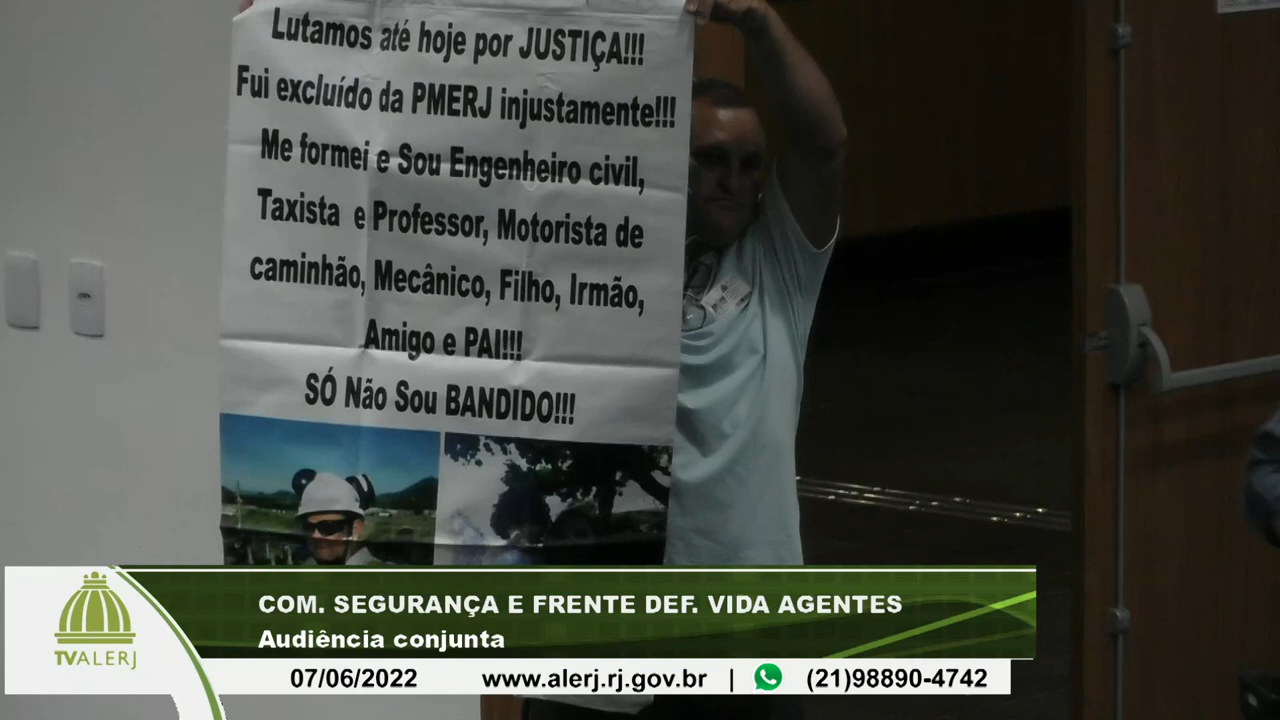 Lutamos até hoje por JUSTIÇA!!!
Fui excluído da PMERJ injustamente!!!
Me formei e Sou Engenheiro civil,
Taxista e Professor, Motorista de
caminhão, Mecânico, Filho, Irmão,
Amigo e PAI!!!
SÓ Não Sou BANDIDO!!!
COM. SEGURANÇA E FRENTE DEF. VIDA AGENTES
Audiência conjunta
TVALERJ
07/06/2022 www.alerj.rj.gov.br | (21)98890-4742